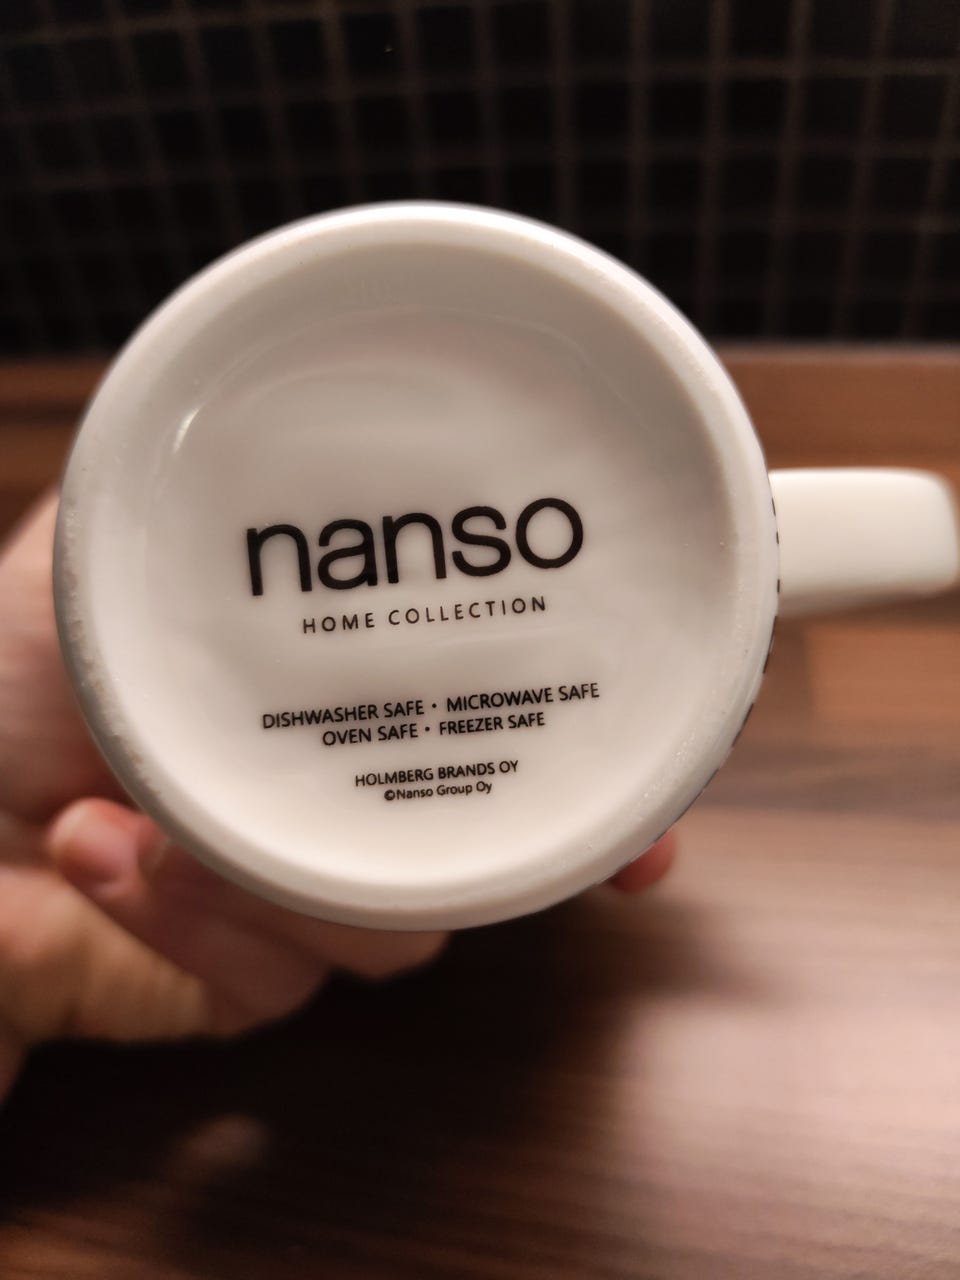 nanso
HOME COLLECTION
DISHWASHER SAFE • MICROWAVE SAFE
OVEN SAFE • FREEZER SAFE
HOLMBERG BRANDS OY
©Nanso Group Oy